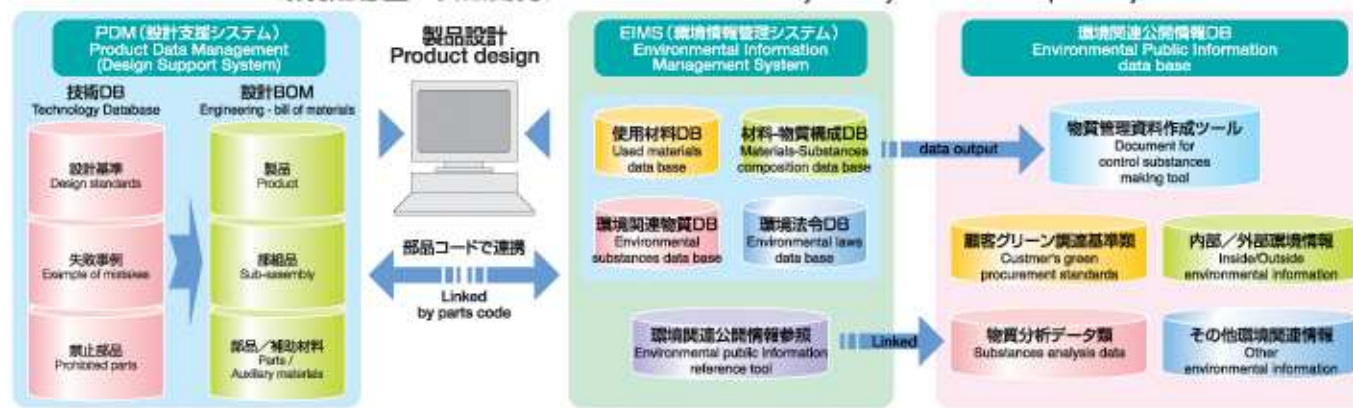 PDM(設計支援システム)
Product Data Management
(Design Support System)
技術DB
Technology Database
設計BOM
Engineering - bill of materials
設計基準
Design standards
失敗事例
Example of mistakes
禁止部品
Prohibited parts
製品
Product
部組品
Sub-assembly
部品/補助材料
Parts /
Auxiliary materials
製品設計
Product design
部品コードで連携
Linked
by parts code
EIMS(環境情報管理システム)
Environmental Information
Management System
使用材料DB
Used materials
data base
材料-物質構成DB
Materials-Substances
composition data base
環境関連物質DB
Environmental
substances data base
環境法令DB
Environmental laws
data base
環境関連公開情報参照
Environmental public information
reference tool
data output
Linked
環境関連公開情報DB
Environmental Public Information
data base
物質管理資料作成ツール
Document for
control substances
making tool
顧客グリーン調達基準類
Custmer's green
procurement standards
内部/外部環境情報
Inside/Outside
environmental information
物質分析データ類
Substances analysis data
その他環境関連情報
Other
environmental information